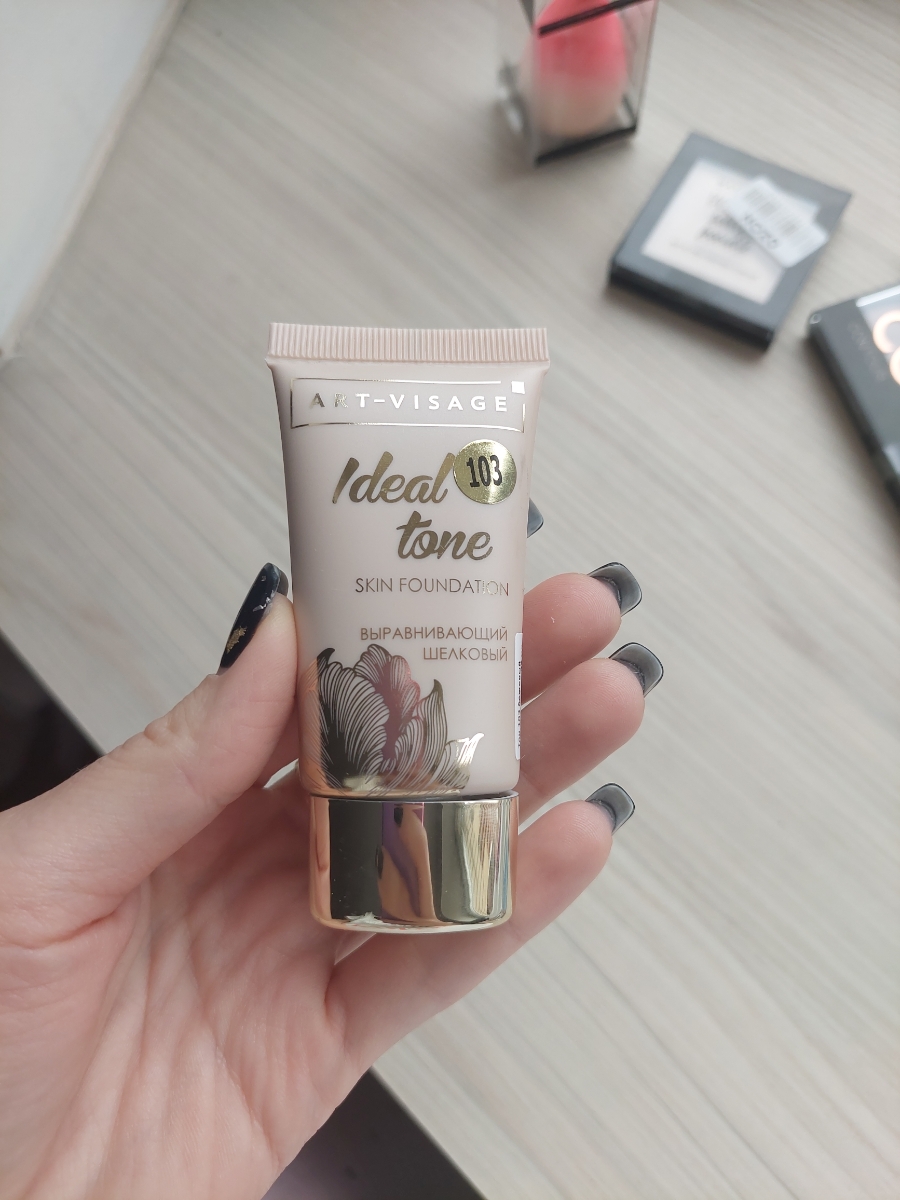 ART-VISAGE
Ideal 103
tone
SKIN FOUNDATION
ВЫРАВНИВАЮЩИЙ
ШЕЛКОВЫЙ